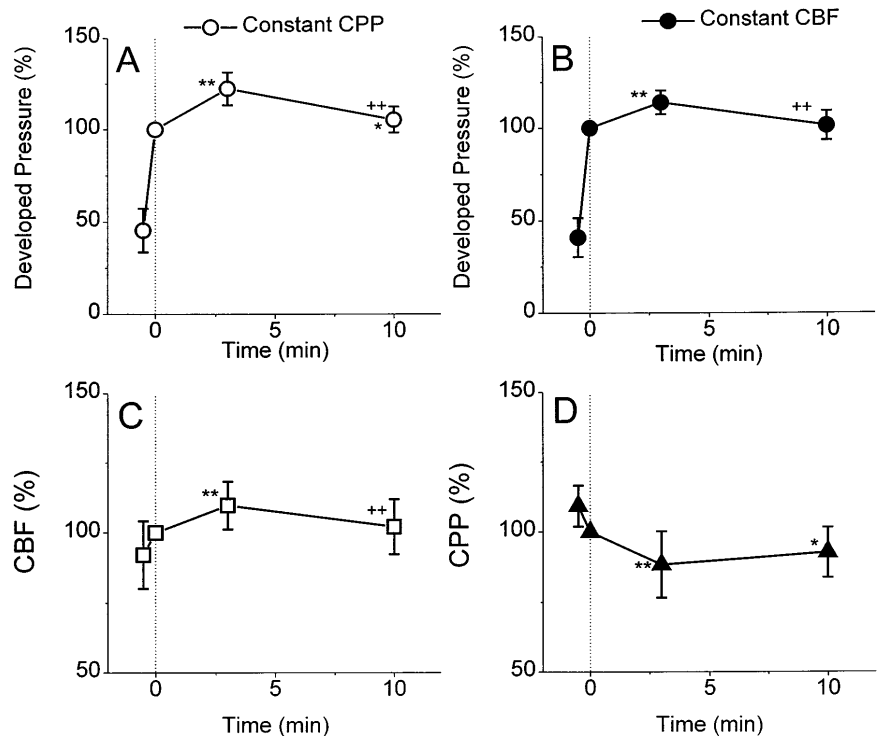 Constant CPP
A
Developed Pressure (%)
150
100
50
0
**
++
*
0
5
10
Time (min)
Constant CBF
B
Developed Pressure (%)
150
100
50
0
**
++
0
5
10
Time (min)
C
CBF (%)
150
100
50
**
++
0
5
10
Time (min)
D
CPP (%)
150
100
50
**
*
0
5
10
Time (min)